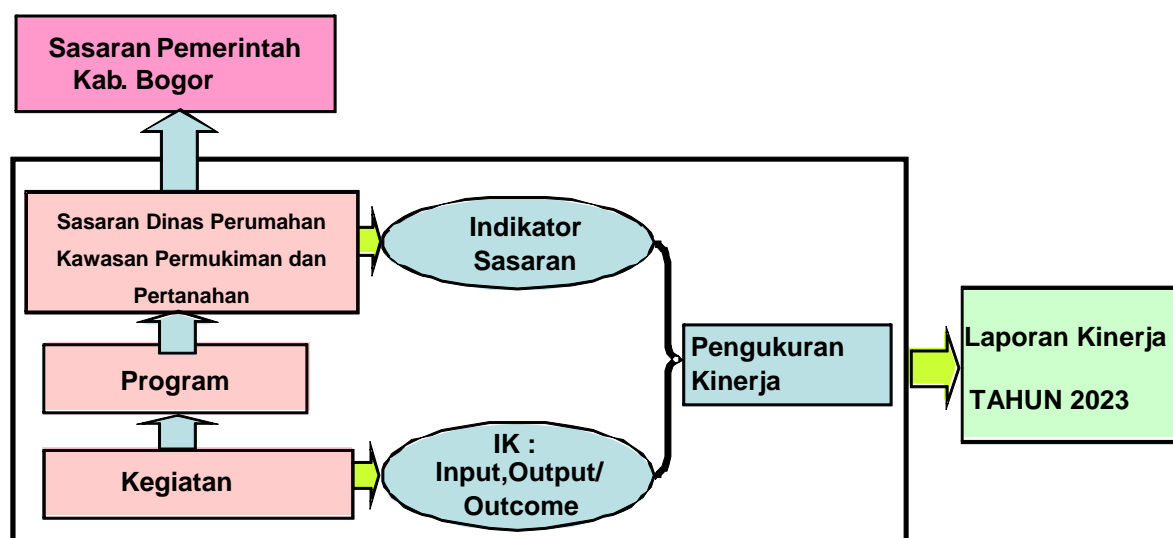 Sasaran Pemerintah
Kab. Bogor
Sasaran Dinas Perumahan
Kawasan Permukiman dan
Pertanahan
Indikator
Sasaran
Program
Pengukuran
Kinerja
Laporan Kinerja
TAHUN 2023
Kegiatan
IK :
Input,Output/
Outcome